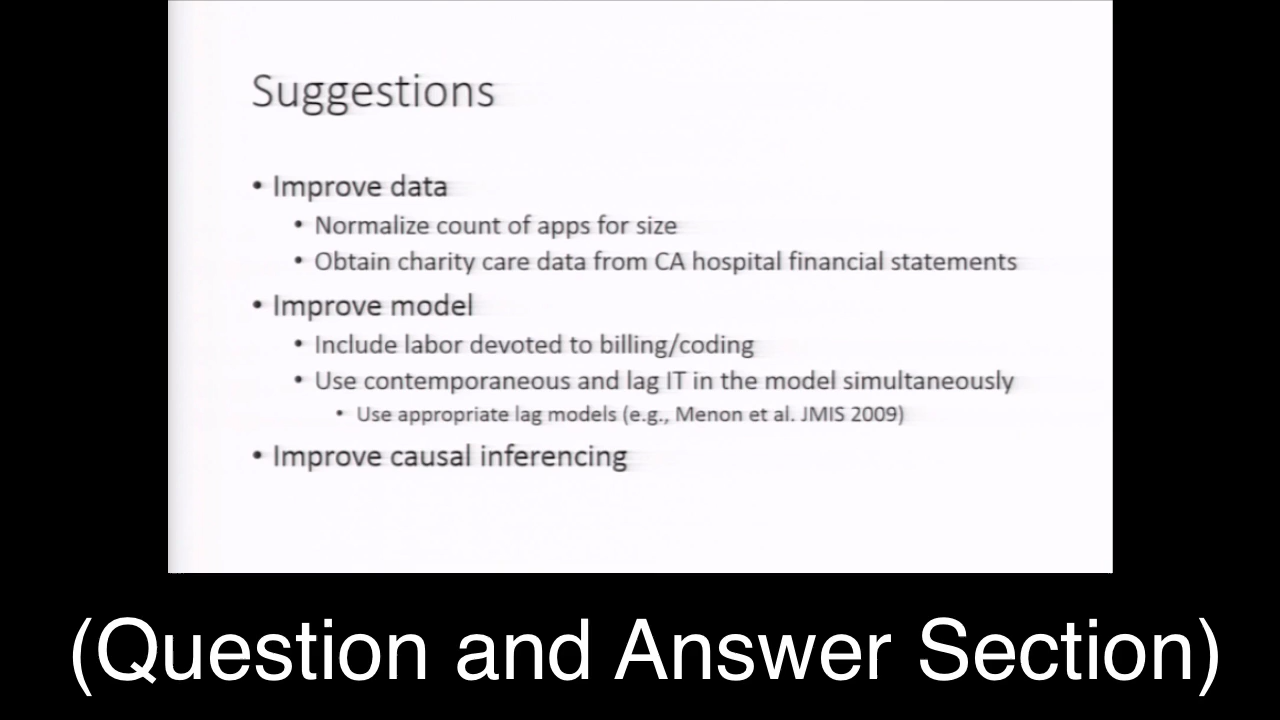 Suggestions
• Improve data
• Normalize count of apps for size
• Obtain charity care data from CA hospital financial statements
• Improve model
• Include labor devoted to billing/coding
• Use contemporaneous and lag IT in the model simultaneously
• Use appropriate lag models (e.g., Menon et al. JMIS 2009)
• Improve causal inferencing
(Question and Answer Section)